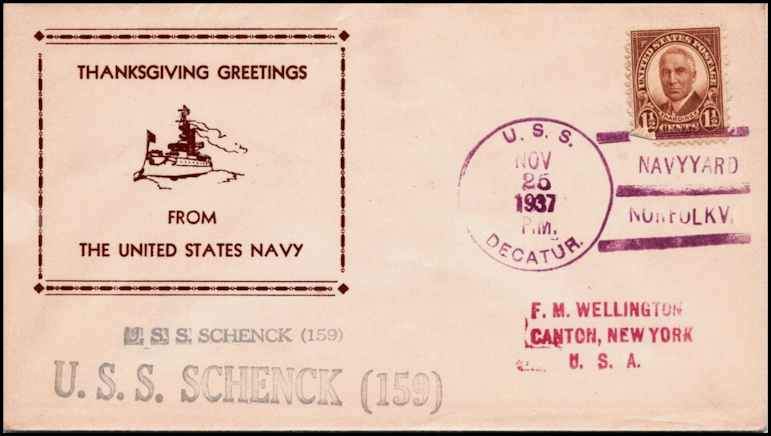 THANKSGIVING GREETINGS
FROM
THE UNITED STATES NAVY
UNITED STATES POSTAGE
HARDING
1½ CENTS 1½
U. S. S.
NOV
25
1937
P.M.
DECATUR.
NAVYYARD
NORFOLKV
U. S. S. SCHENCK (159)
U. S. S. SCHENCK (159)
F. M. WELLINGTON
CANTON, NEW YORK
U. S. A.